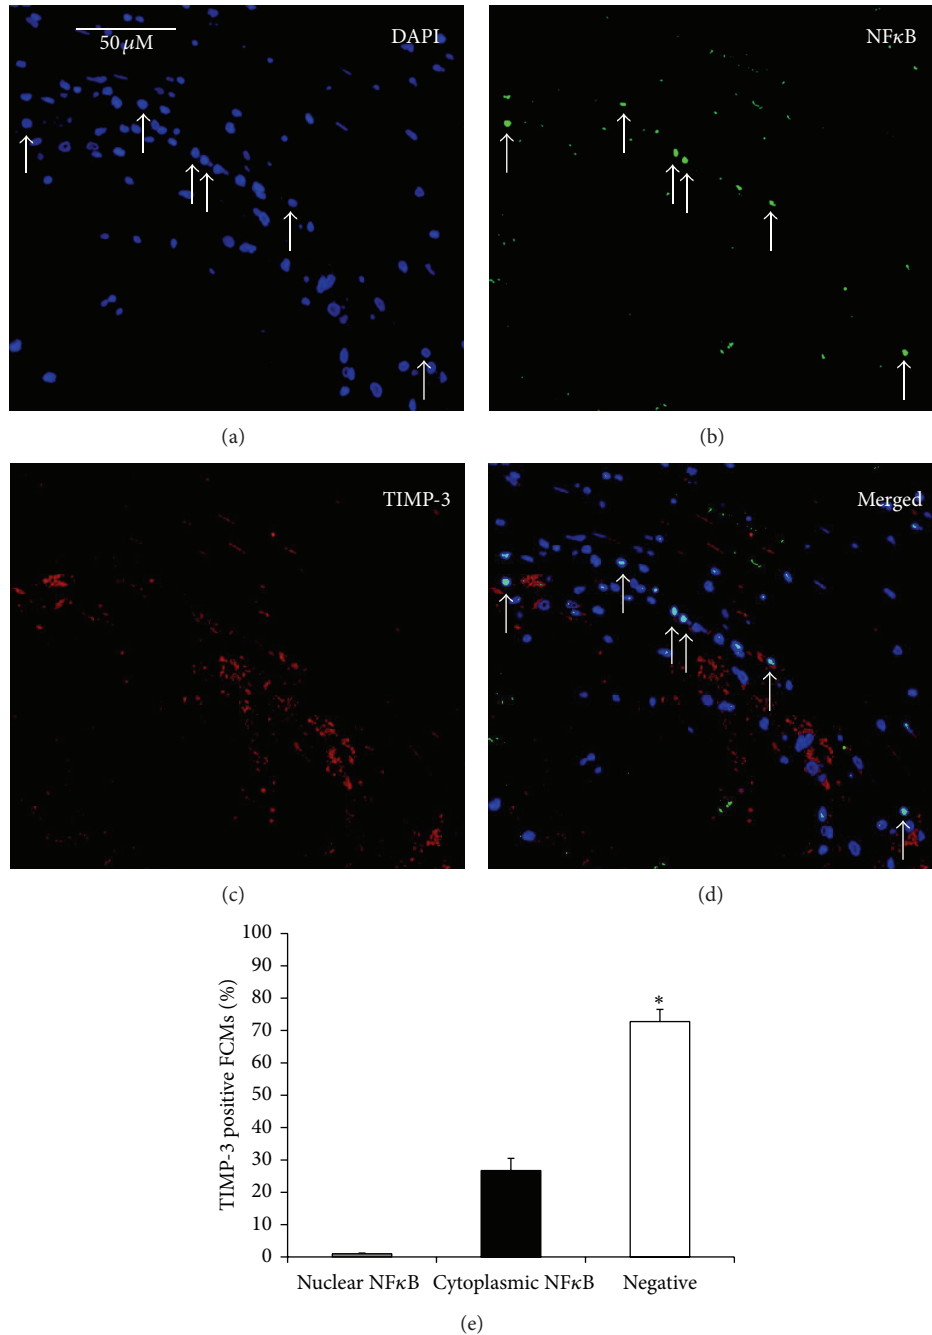 50 μM
DAPI
NFκB
(a)
(b)
TIMP-3
Merged
(c)
(d)
TIMP-3 positive FCMs (%)
100
90
80
70
60
50
40
30
20
10
0
*
Nuclear NFκB
Cytoplasmic NFκB
Negative
(e)